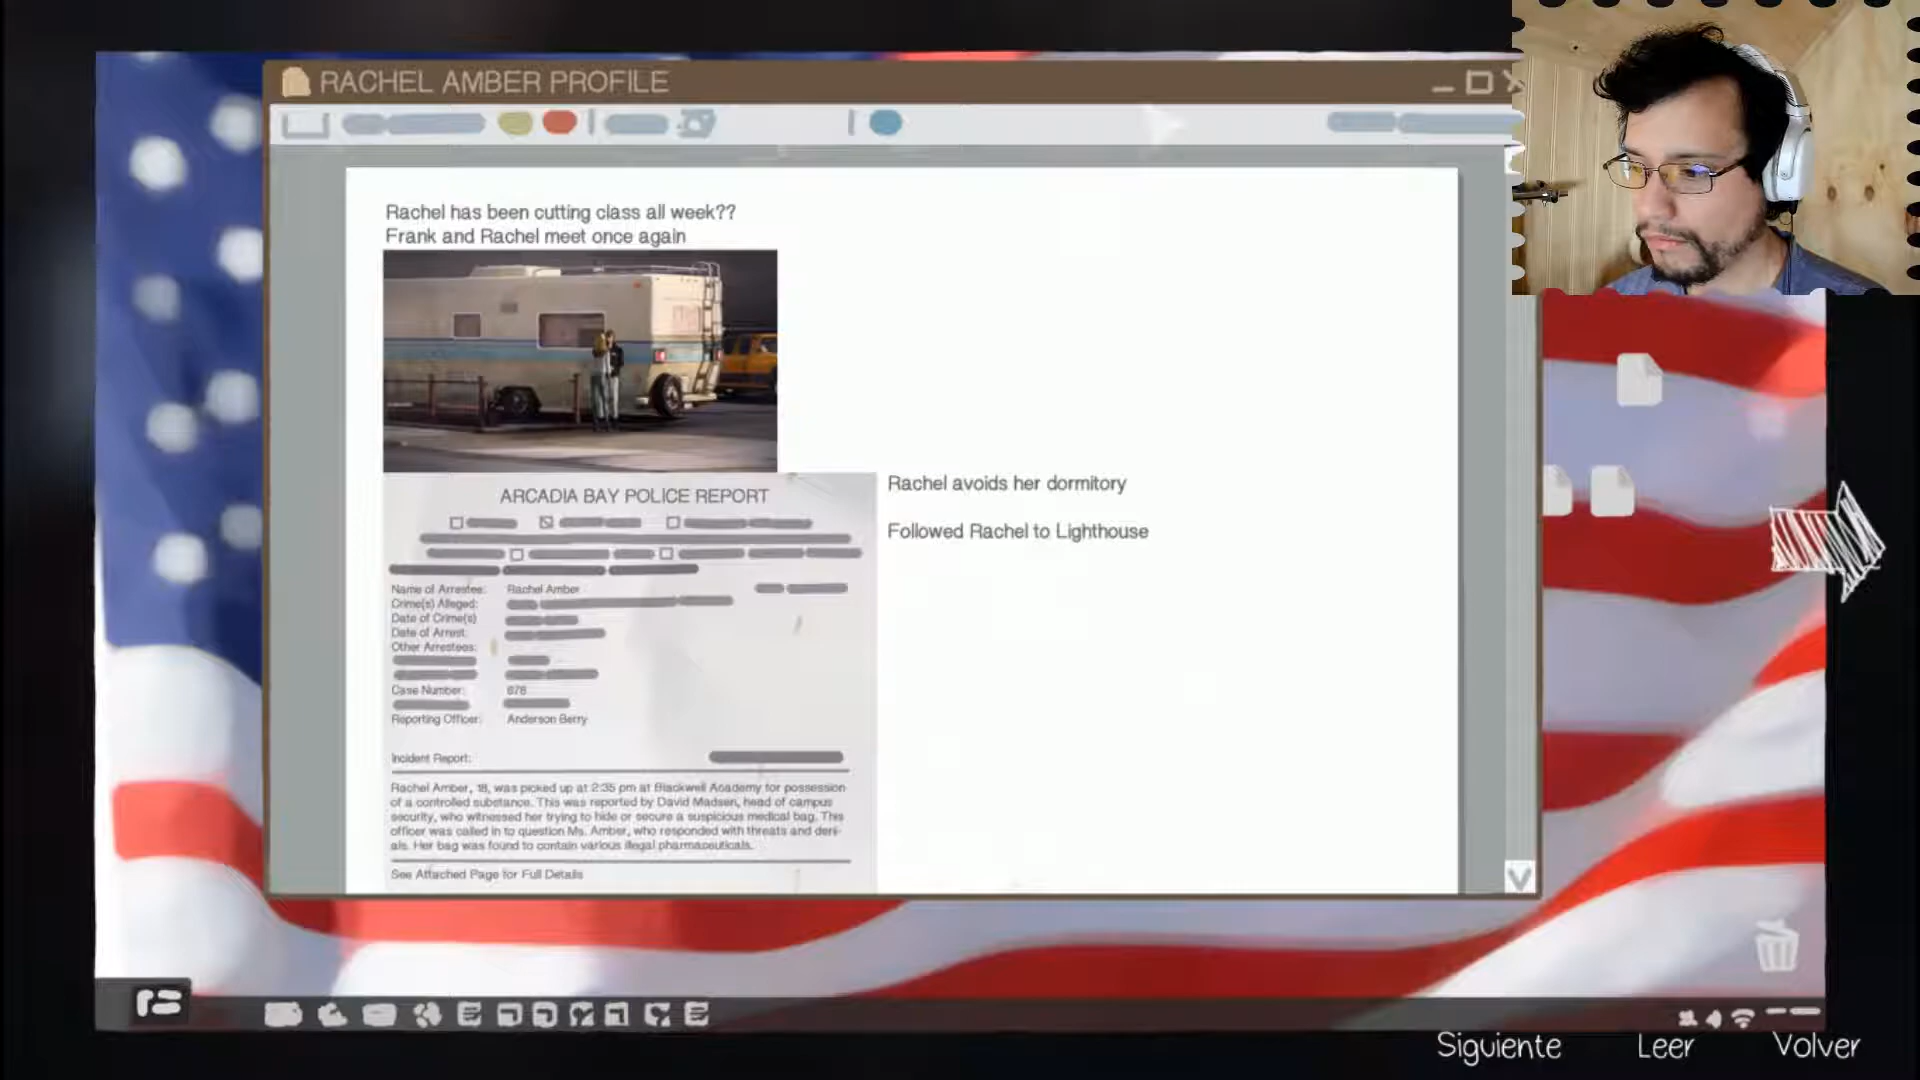 RACHEL AMBER PROFILE
Rachel has been cutting class all week??
Frank and Rachel meet once again
Rachel avoids her dormitory
Followed Rachel to Lighthouse
ARCADIA BAY POLICE REPORT
Name of Arrestee: Rachel Amber
Crime(s) Alleged:
Date of Crime(s)
Date of Arrest:
Other Arrestees:
Case Number: 678
Reporting Officer: Anderson Berry
Incident Report:
Rachel Amber, 18, was picked up at 2:35 pm at Blackwell Academy for possession
of a controlled substance. This was reported by David Madsen, head of campus
security, who witnessed her trying to hide or secure a suspicious medical bag. This
officer was called in to question Ms. Amber, who responded with threats and deni-
als. Her bag was found to contain various illegal pharmaceuticals.
See Attached Page for Full Details
Siguiente Leer Volver